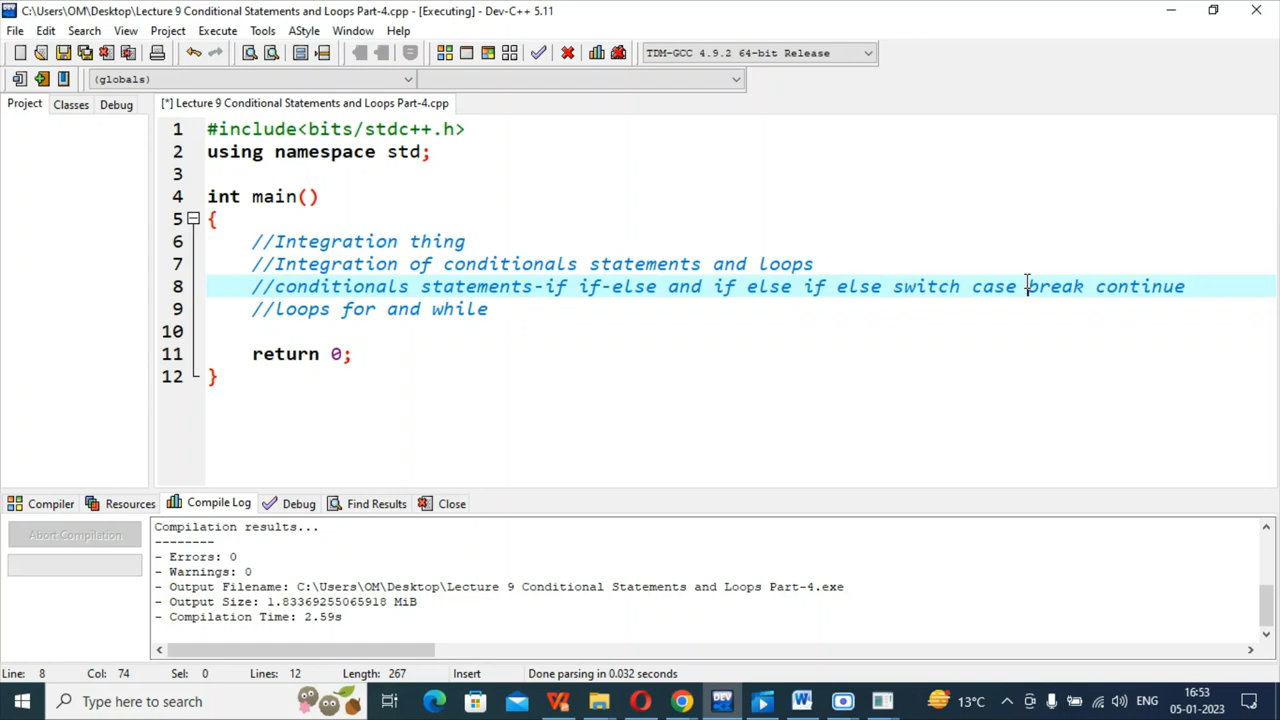 C:\Users\OM\Desktop\Lecture 9 Conditional Statements and Loops Part-4.cpp - [Executing] - Dev-C++ 5.11
File Edit Search View Project Execute Tools AStyle Window Help
TDM-GCC 4.9.2 64-bit Release
(globals)
Project Classes Debug [*] Lecture 9 Conditional Statements and Loops Part-4.cpp
1 #include<bits/stdc++.h>
2 using namespace std;
3
4 int main()
5 {
6 //Integration thing
7 //Integration of conditionals statements and loops
8 //conditionals statements-if if-else and if else if else switch case break continue
9 //loops for and while
10
11 return 0;
12 }
Compiler Resources Compile Log Debug Find Results Close
Abort Compilation
Compilation results...
--------
- Errors: 0
- Warnings: 0
- Output Filename: C:\Users\OM\Desktop\Lecture 9 Conditional Statements and Loops Part-4.exe
- Output Size: 1.83369255065918 MiB
- Compilation Time: 2.59s
Line: 8 Col: 74 Sel: 0 Lines: 12 Length: 267 Insert Done parsing in 0.032 seconds
Type here to search
DEV
13°C
ENG
16:53
05-01-2023